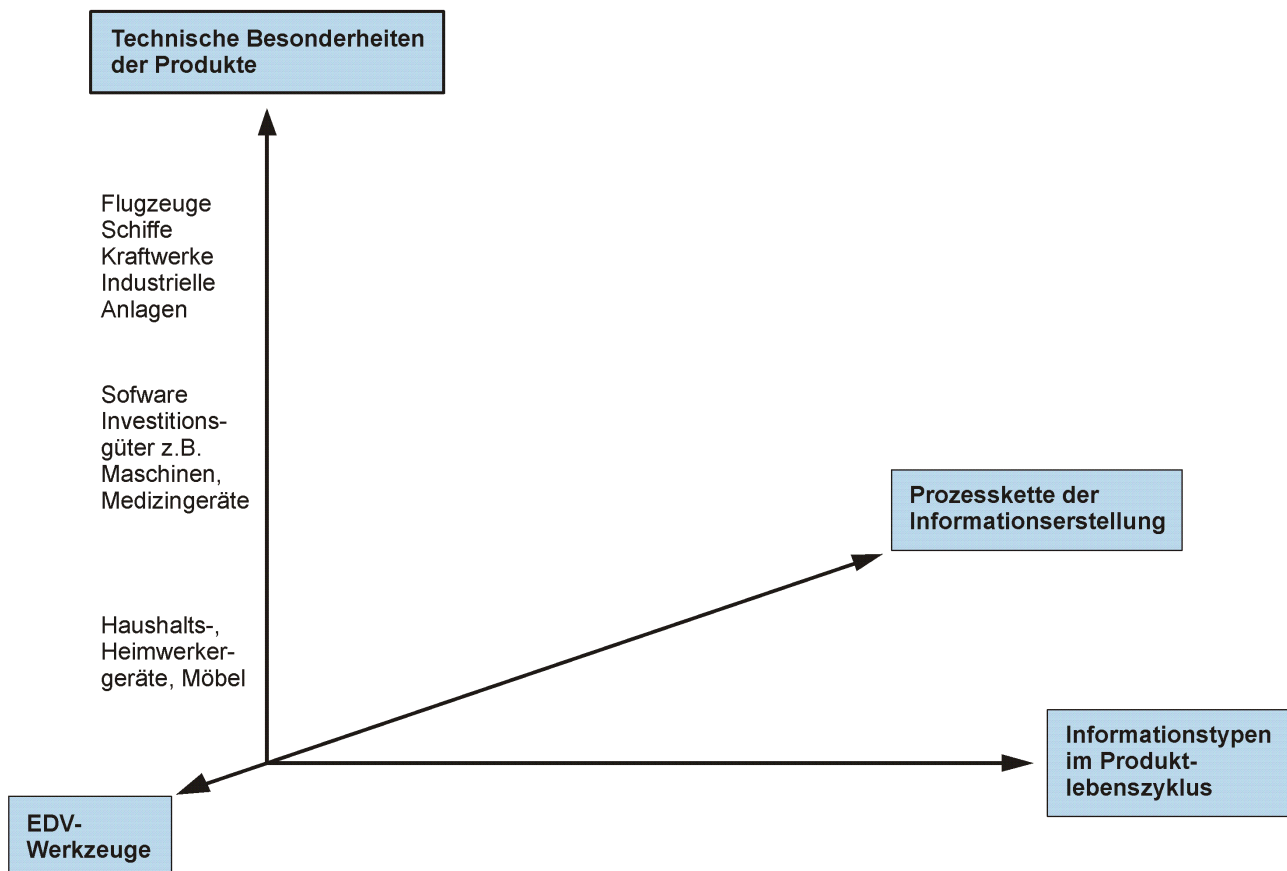 Technische Besonderheiten
der Produkte
Flugzeuge
Schiffe
Kraftwerke
Industrielle
Anlagen
Sofware
Investitions-
güter z.B.
Maschinen,
Medizingeräte
Haushalts-,
Heimwerker-
geräte, Möbel
Prozesskette der
Informationserstellung
Informationstypen
im Produkt-
lebenszyklus
EDV-
Werkzeuge